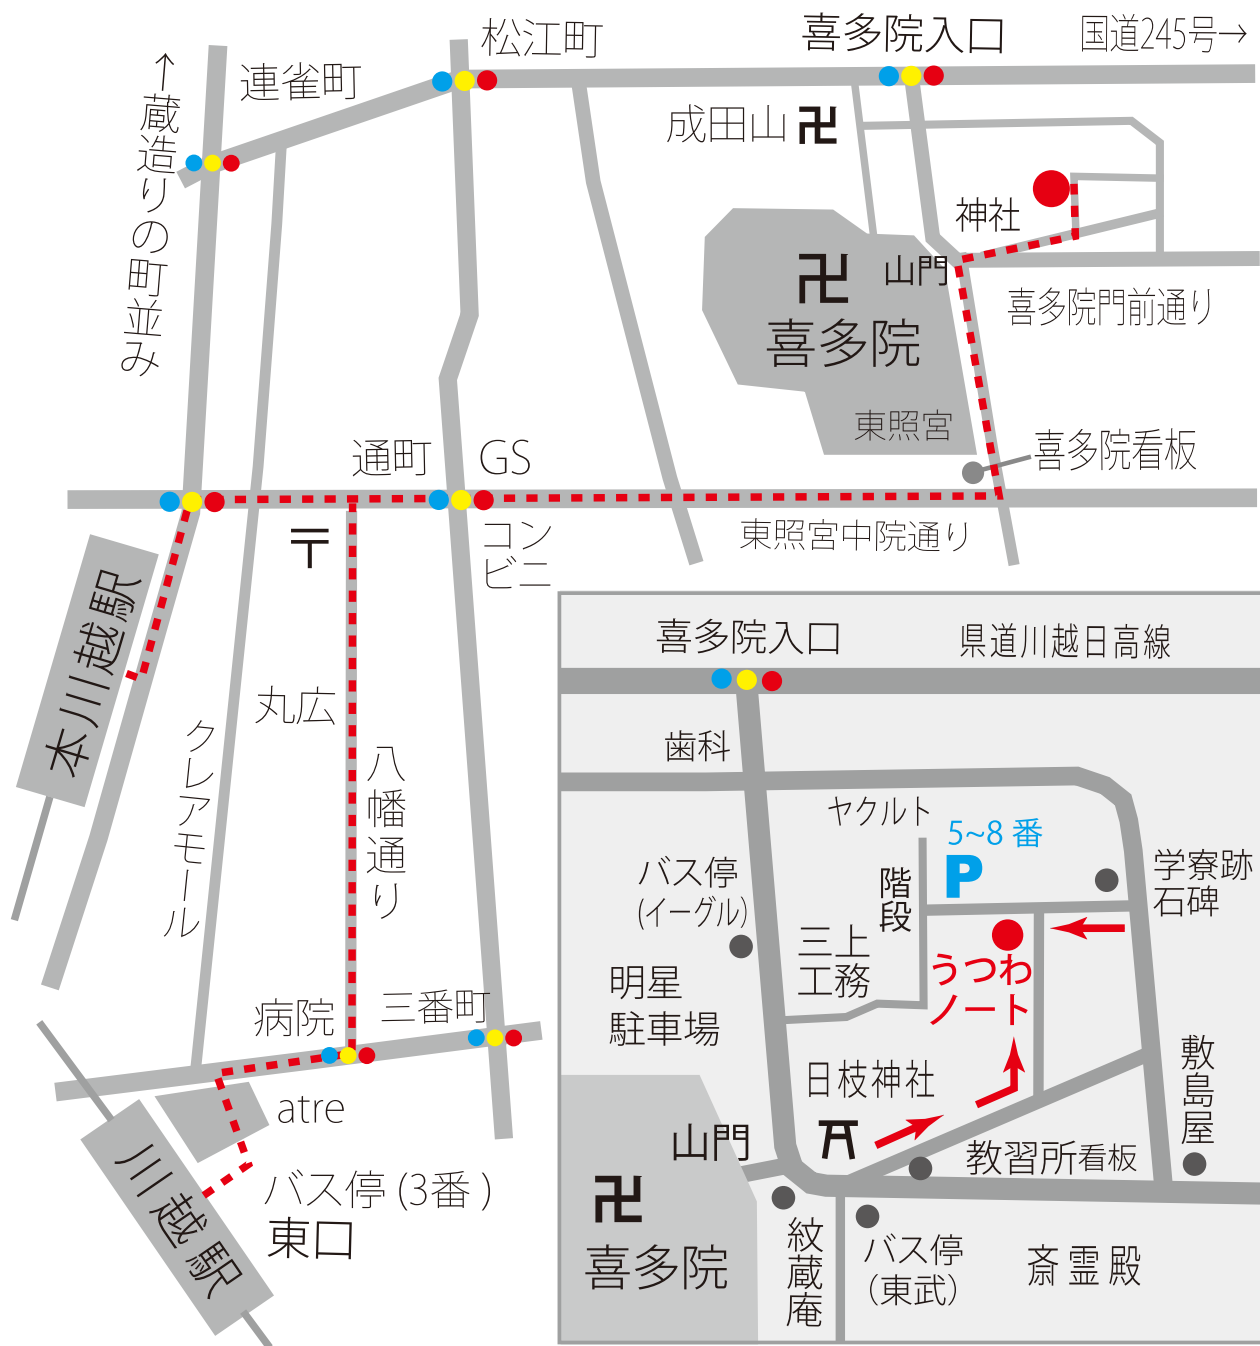 松江町
喜多院入口
国道245号→
連雀町
←蔵造りの町並み
成田山
神社
山門
喜多院
喜多院門前通り
東照宮
喜多院看板
通町
GS
コン
ビニ
東照宮中院通り
〒
本川越駅
クレアモール
丸広
八幡通り
病院
三番町
atre
バス停 (3番 )
東口
川越駅
喜多院入口
県道川越日高線
歯科
ヤクルト
5~8 番
P
階段
バス停
(イーグル)
学寮跡
石碑
三上
工務
うつわ
ノート
明星
駐車場
日枝神社
敷島屋
山門
教習所看板
喜多院
紋蔵庵
バス停
(東武)
斎霊殿